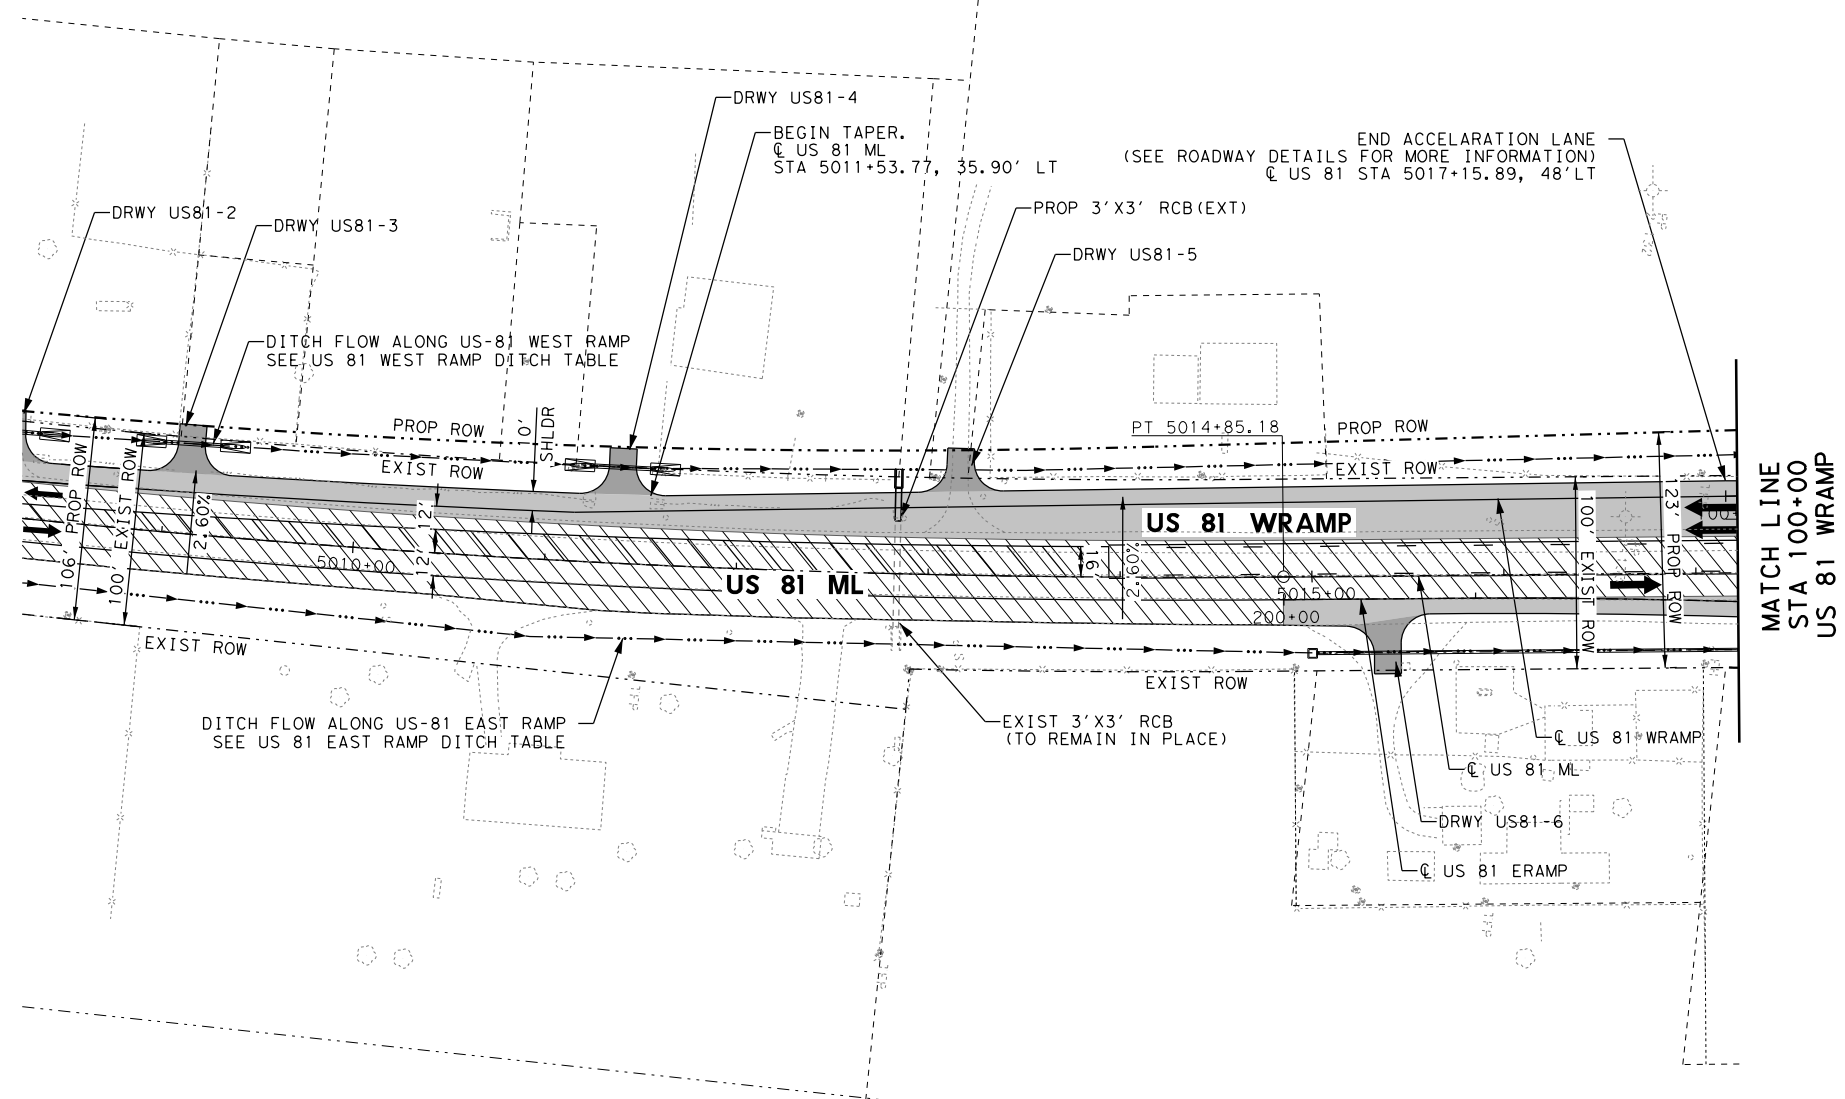 DRWY US81-4
BEGIN TAPER.
℄ US 81 ML
STA 5011+53.77, 35.90' LT
END ACCELARATION LANE
(SEE ROADWAY DETAILS FOR MORE INFORMATION)
℄ US 81 STA 5017+15.89, 48'LT
DRWY US81-2
DRWY US81-3
PROP 3'X3' RCB(EXT)
DRWY US81-5
DITCH FLOW ALONG US-81 WEST RAMP
SEE US 81 WEST RAMP DITCH TABLE
PROP ROW
EXIST ROW
SHLDR
PT 5014+85.18
PROP ROW
EXIST ROW
106' PROP ROW
100' EXIST ROW
2.60%
12'
12'
5010+00
US 81 ML
US 81 WRAMP
16'
2.60%
5015+00
200+00
100' EXIST ROW
123' PROP ROW
MATCH LINE
STA 100+00
US 81 WRAMP
EXIST ROW
EXIST ROW
DITCH FLOW ALONG US-81 EAST RAMP
SEE US 81 EAST RAMP DITCH TABLE
EXIST 3'X3' RCB
(TO REMAIN IN PLACE)
℄ US 81 WRAMP
℄ US 81 ML
DRWY US81-6
℄ US 81 ERAMP